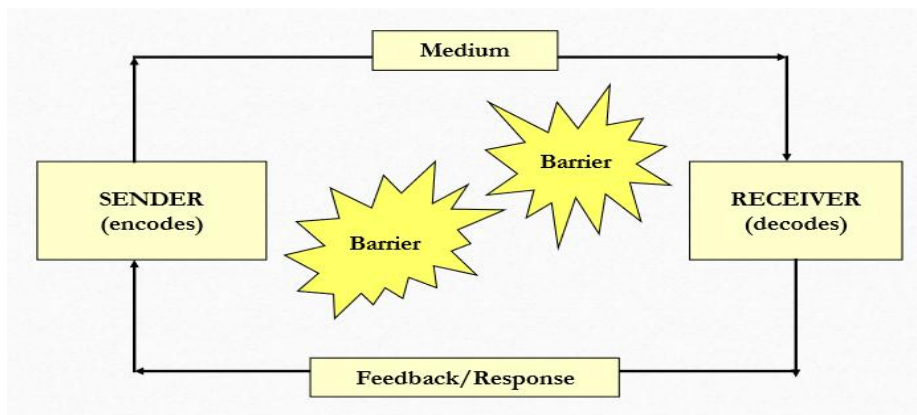 Medium
Barrier
SENDER
(encodes)
RECEIVER
(decodes)
Barrier
Feedback/Response